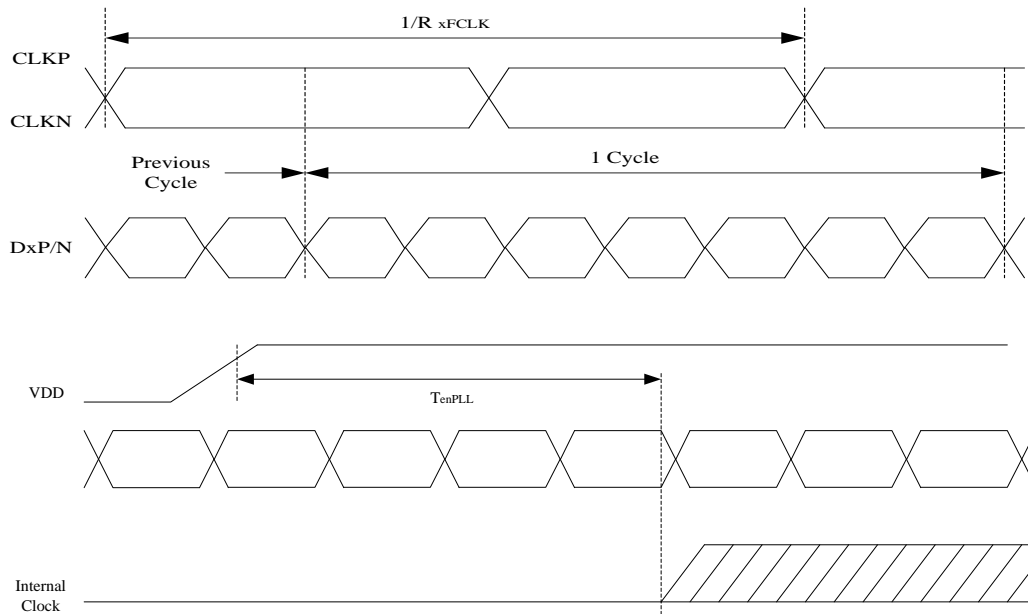 1/R xFCLK
CLKP
CLKN
Previous
Cycle
1 Cycle
DxP/N
VDD
TenPLL
Internal
Clock